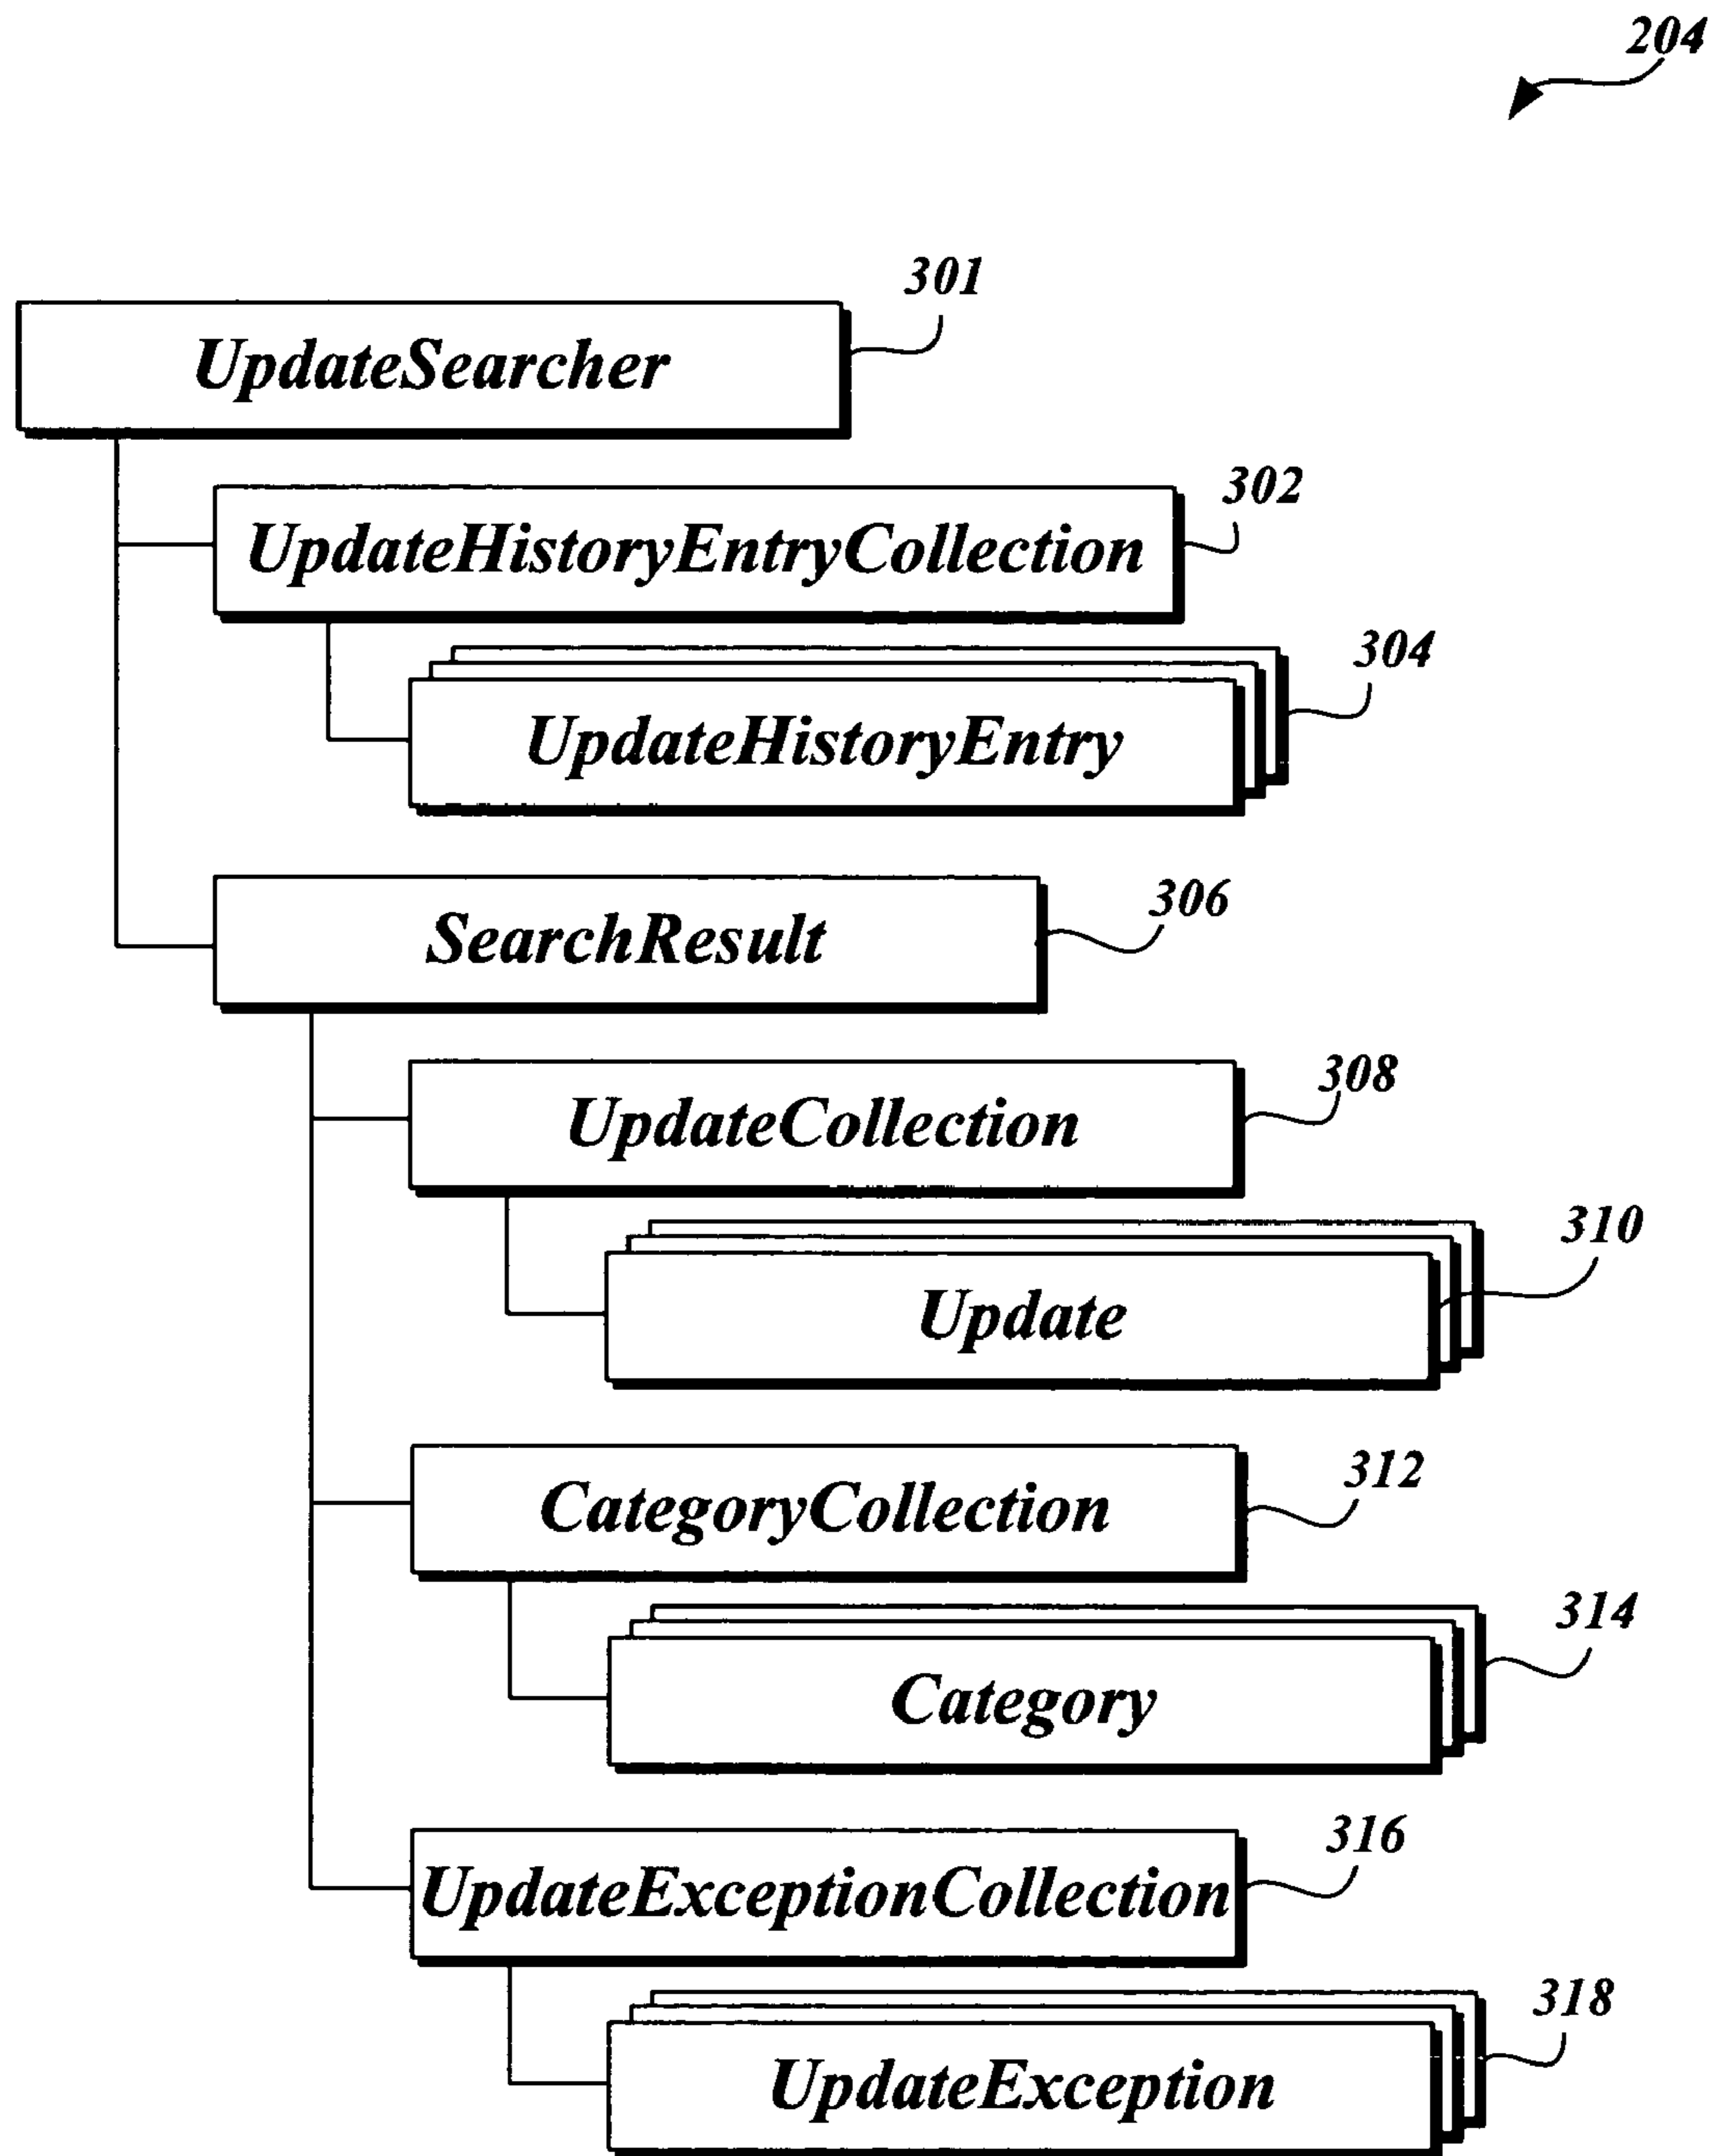 204
301
UpdateSearcher
302
UpdateHistoryEntryCollection
304
UpdateHistoryEntry
306
SearchResult
308
UpdateCollection
310
Update
312
CategoryCollection
314
Category
316
UpdateExceptionCollection
318
UpdateException